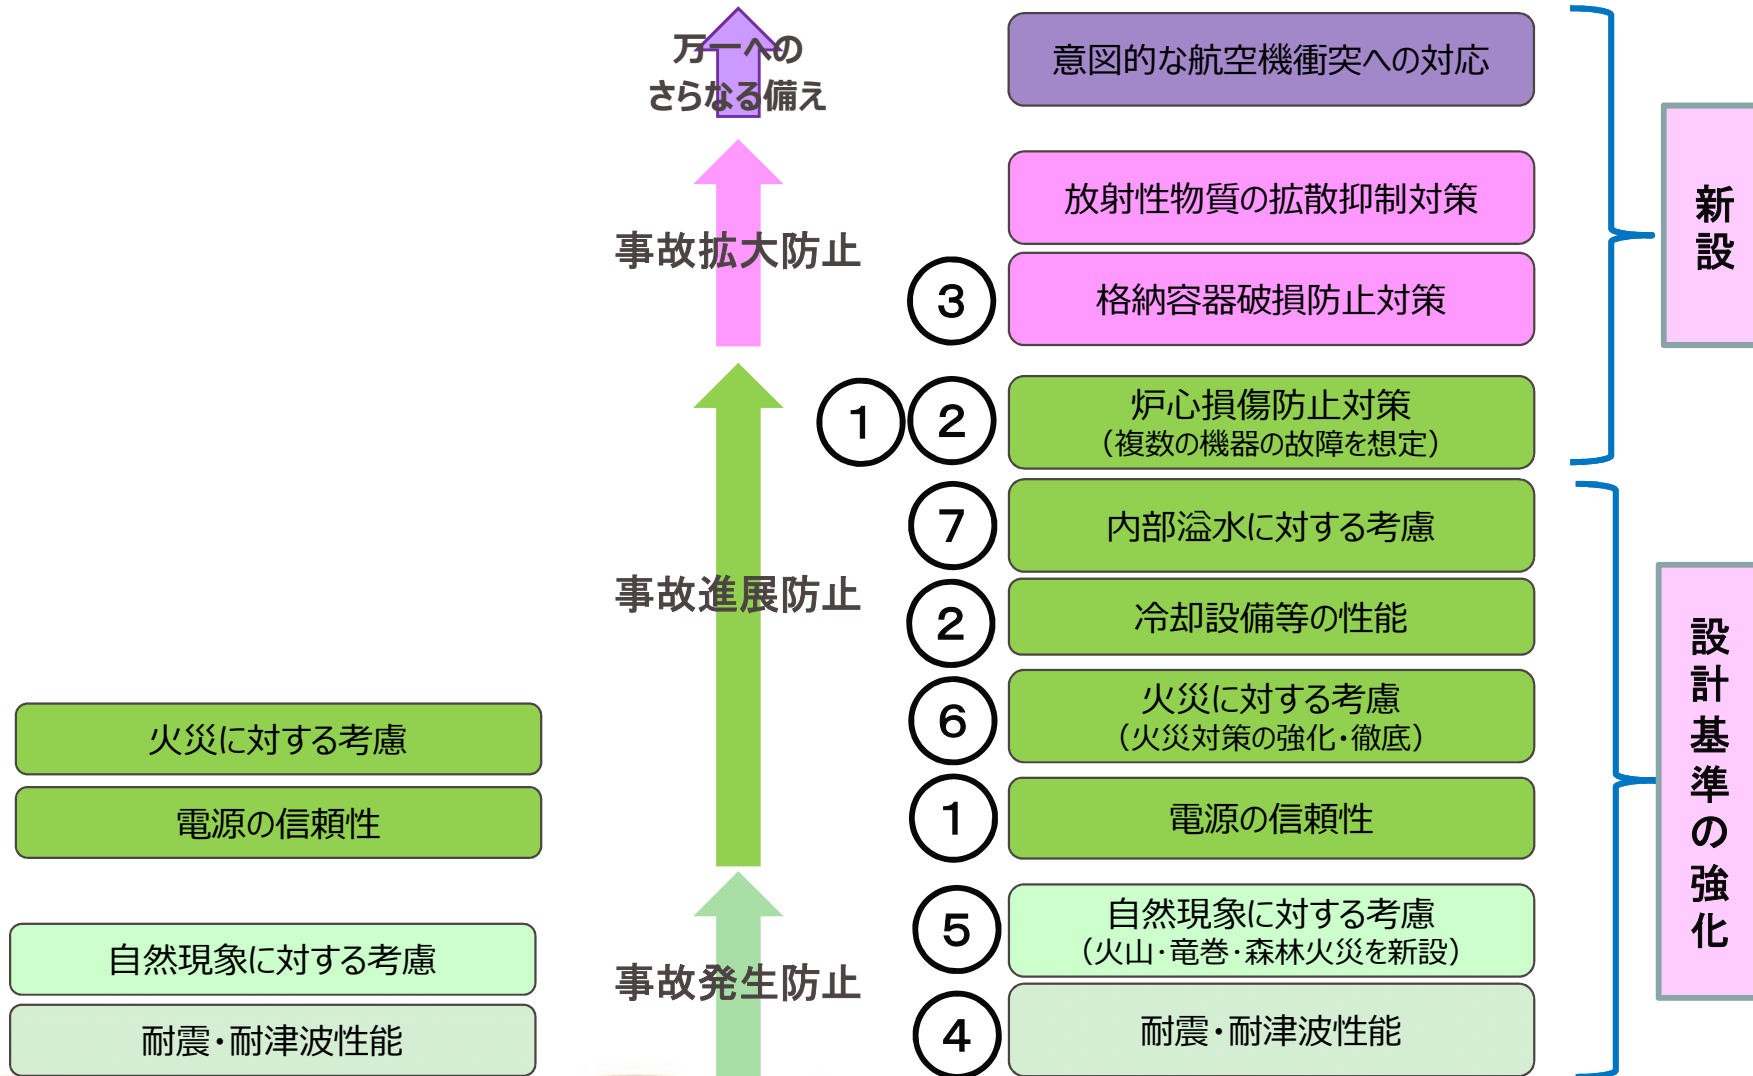 万一への
さらなる備え
意図的な航空機衝突への対応
放射性物質の拡散抑制対策
事故拡大防止
③
格納容器破損防止対策
新設
①
②
炉心損傷防止対策
（複数の機器の故障を想定）
⑦
内部溢水に対する考慮
事故進展防止
②
冷却設備等の性能
⑥
火災に対する考慮
（火災対策の強化・徹底）
①
電源の信頼性
設計基準の強化
火災に対する考慮
電源の信頼性
⑤
自然現象に対する考慮
（火山・竜巻・森林火災を新設）
事故発生防止
④
耐震・耐津波性能
自然現象に対する考慮
耐震・耐津波性能